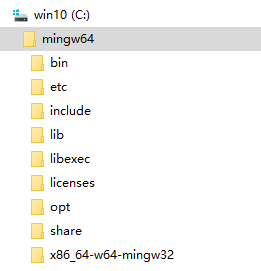 win10 (C:)
mingw64
bin
etc
include
lib
libexec
licenses
opt
share
x86_64-w64-mingw32